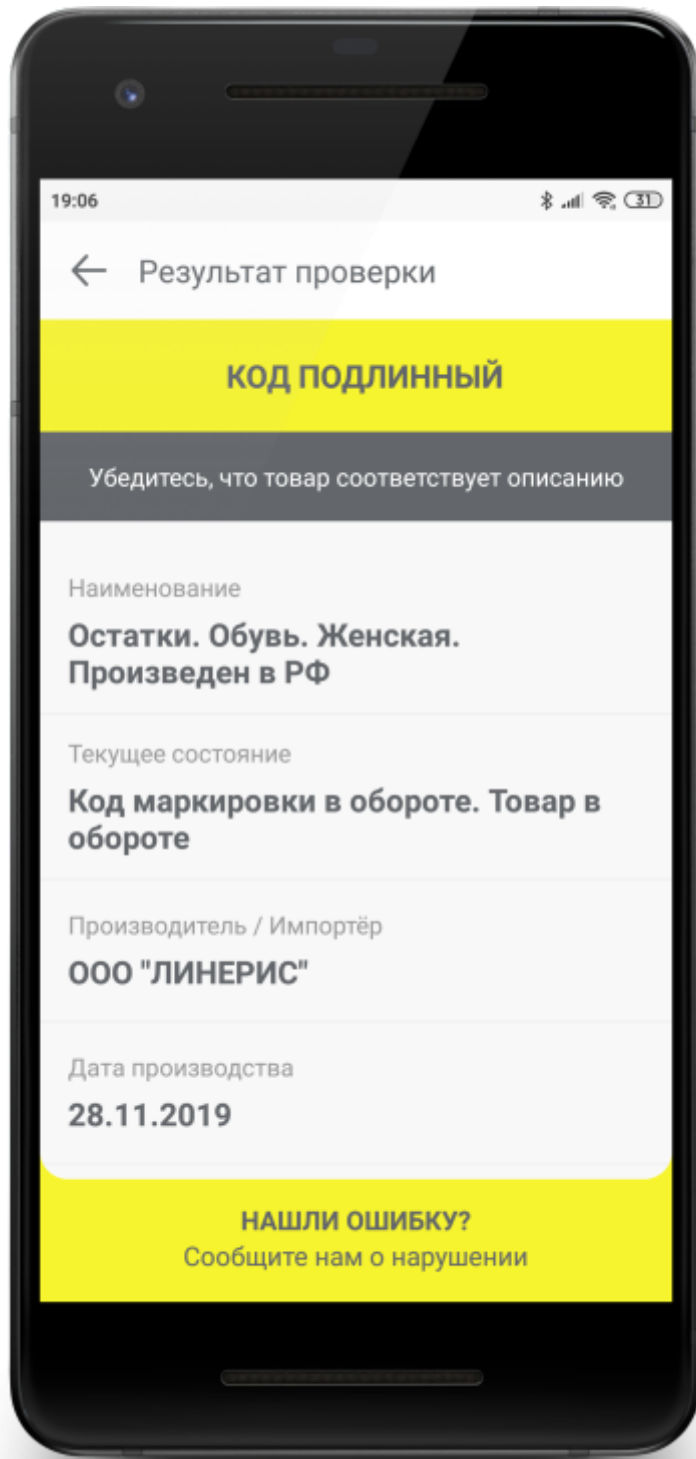 19:06
31
Результат проверки
КОД ПОДЛИННЫЙ
Убедитесь, что товар соответствует описанию
Наименование
Остатки. Обувь. Женская.
Произведен в РФ
Текущее состояние
Код маркировки в обороте. Товар в
обороте
Производитель / Импортёр
ООО "ЛИНЕРИС"
Дата производства
28.11.2019
НАШЛИ ОШИБКУ?
Сообщите нам о нарушении